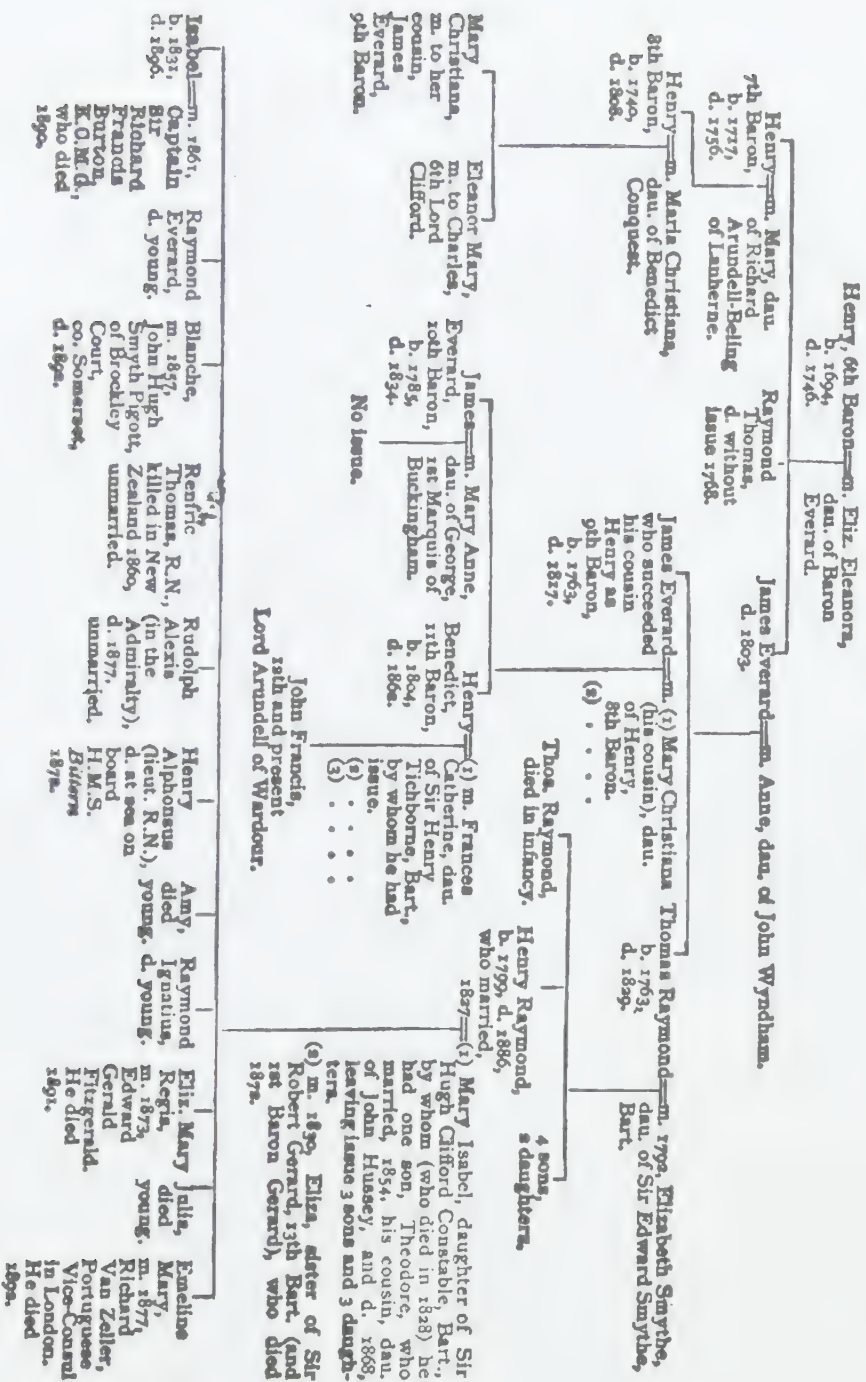 Henry, 6th Baron—m. Eliz. Eleanora,
b. 1694,
d. 1746.
dau. of Baron
Everard.
Henry—m. Mary, dau.
7th Baron,
b. 1717,
d. 1756.
of Richard
Arundell-Beling
of Lanherne.
Raymond
Thomas,
d. without
issue 1768.
James Everard—m. Anne, dau. of John Wyndham.
d. 1803.
Henry—m. Maria Christiana,
8th Baron,
b. 1740,
d. 1808.
dau. of Benedict
Conquest.
James Everard—m. (1) Mary Christiana
who succeeded
his cousin
Henry as
9th Baron,
b. 1763,
d. 1817.
(his cousin), dau.
of Henry,
8th Baron.
(2) . . . .
Thomas Raymond—m. 1792, Elizabeth Smythe,
b. 1763,
d. 1829.
dau. of Sir Edward Smythe,
Bart.
Mary
Christiana,
m. to her
cousin,
James
Everard,
9th Baron.
Eleanor Mary,
m. to Charles,
6th Lord
Clifford.
James—m. Mary Anne,
Everard,
10th Baron,
b. 1785,
d. 1834.
dau. of George,
1st Marquis of
Buckingham.
No issue.
Henry—(1) m. Frances
Benedict,
11th Baron,
b. 1804,
d. 1862.
Catherine, dau.
of Sir Henry
Tichborne, Bart.,
by whom he had
issue.
(2) . . . .
(3) . . . .
John Francis,
12th and present
Lord Arundell of Wardour.
Thos. Raymond,
died in infancy.
Henry Raymond,
b. 1799, d. 1886,
who married,
4 sons,
2 daughters.
1827—(1) Mary Isabel, daughter of Sir
Hugh Clifford Constable, Bart.,
by whom (who died in 1828) he
had one son, Theodore, who
married, 1854, his cousin, dau.
of John Hussey, and d. 1868,
leaving issue 3 sons and 3 daugh-
ters.
(2) m. 1830, Eliza, sister of Sir
Robert Gerard, 13th Bart. (and
1st Baron Gerard), who died
1872.
Isabel—m. 1861,
b. 1831,
d. 1896.
Captain
Sir
Richard
Francis
Burton,
K.C.M.G.,
who died
1890.
Raymond
Everard,
d. young.
Blanche,
m. 1857,
John Hugh
Smyth Pigott,
of Brockley
Court,
co. Somerset,
d. 1892.
Renfric
Thomas, R.N.,
killed in New
Zealand 1860,
unmarried.
Rudolph
Alexis
(in the
Admiralty),
d. 1877.
unmarried.
Henry
Alphonsus
(lieut. R.N.),
d. at sea on
board
H.M.S.
Bittern
1872.
Amy,
died
young.
Raymond
Ignatius,
d. young.
Eliz. Mary
Regis,
m. 1873,
Edward
Gerald
Fitzgerald.
He died
1891.
Julia,
died
young.
Emeline
Mary,
m. 1877,
Richard
Van Zeller,
Portuguese
Vice-Consul
in London.
He died
1892.